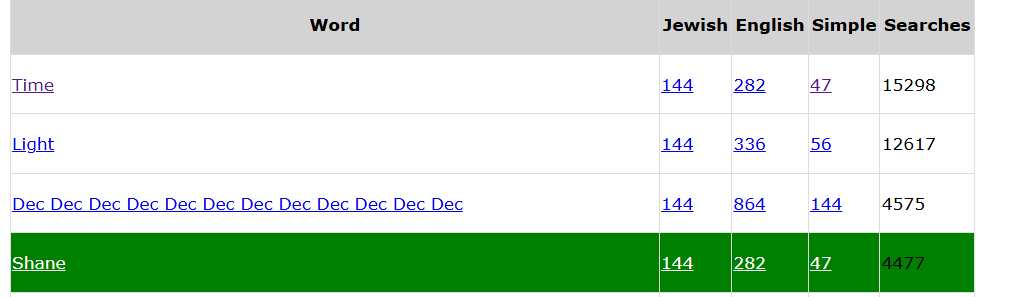 Word Jewish English Simple Searches
Time 144 282 47 15298
Light 144 336 56 12617
Dec Dec Dec Dec Dec Dec Dec Dec Dec Dec Dec Dec 144 864 144 4575
Shane 144 282 47 4477